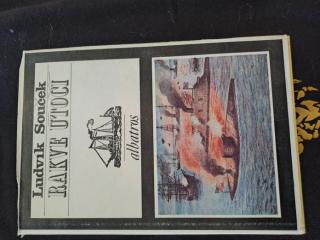 Ludvík Souček
RAKVE ÚTOČÍ
albatros